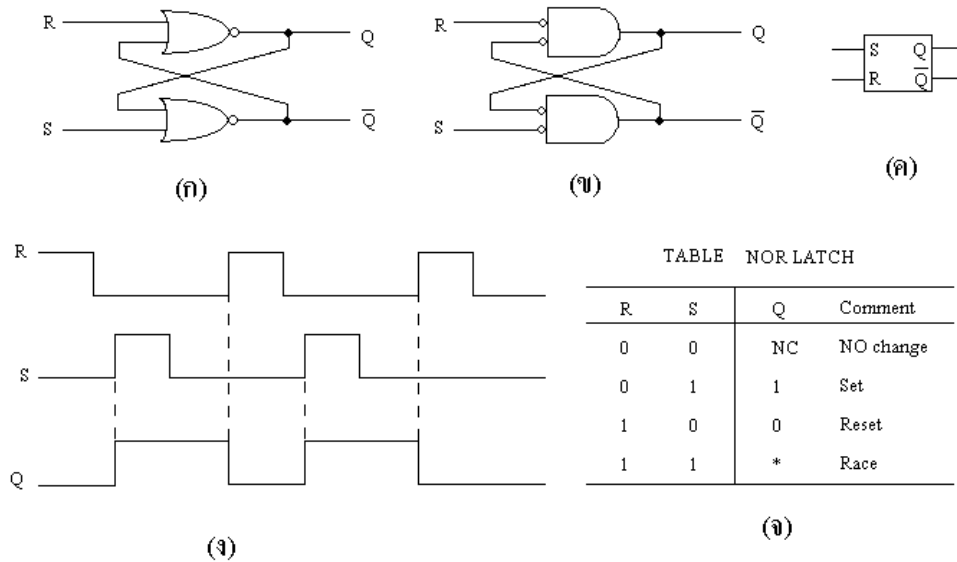 R
Q
S
Q̅
(ก)
R
Q
S
Q̅
(ข)
S Q
R Q̅
(ค)
R
S
Q
(ง)
TABLE NOR LATCH
R S Q Comment
0 0 NC NO change
0 1 1 Set
1 0 0 Reset
1 1 * Race
(จ)